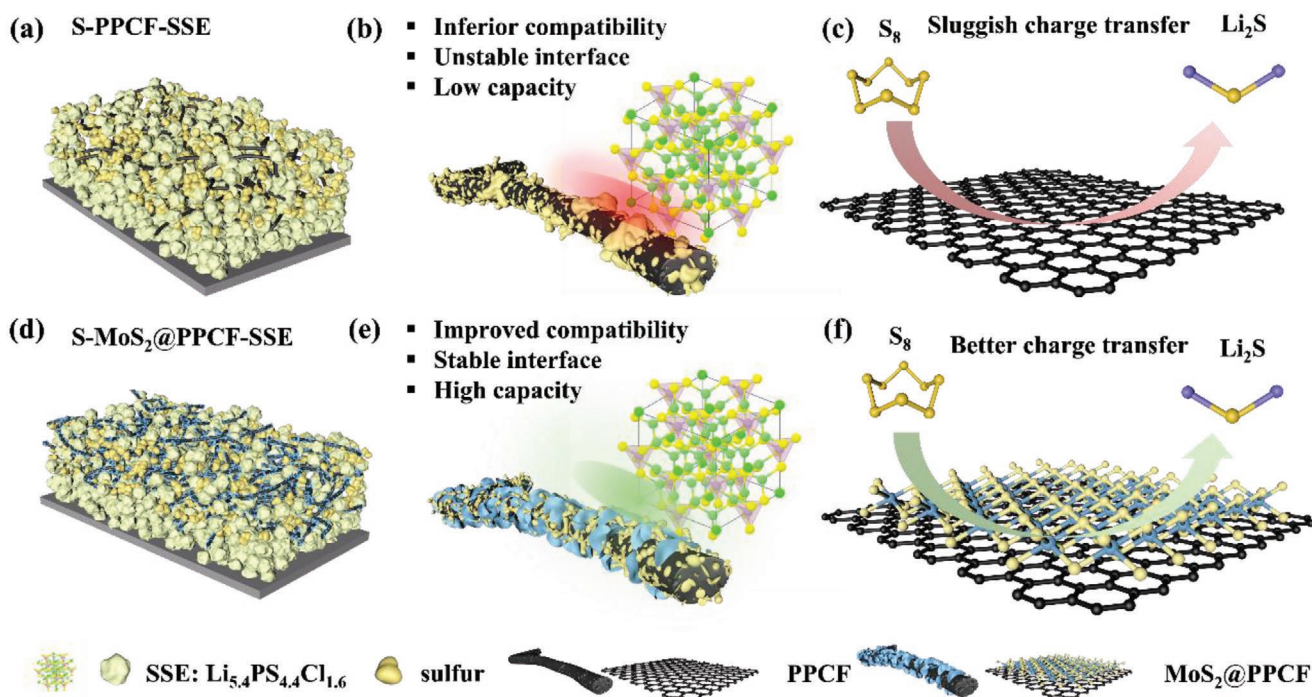 (a) S-PPCF-SSE
(b) ▪ Inferior compatibility
▪ Unstable interface
▪ Low capacity
(c) S₈ Sluggish charge transfer Li₂S
(d) S-MoS₂@PPCF-SSE
(e) ▪ Improved compatibility
▪ Stable interface
▪ High capacity
(f) S₈ Better charge transfer Li₂S
SSE: Li₅.₄PS₄.₄Cl₁.₆ sulfur PPCF MoS₂@PPCF